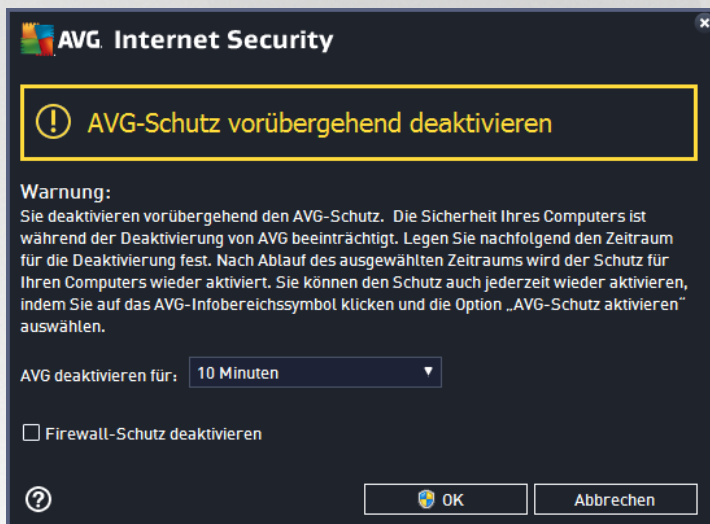 AVG Internet Security
AVG-Schutz vorübergehend deaktivieren
Warnung:
Sie deaktivieren vorübergehend den AVG-Schutz. Die Sicherheit Ihres Computers ist
während der Deaktivierung von AVG beeinträchtigt. Legen Sie nachfolgend den Zeitraum
für die Deaktivierung fest. Nach Ablauf des ausgewählten Zeitraums wird der Schutz für
Ihren Computers wieder aktiviert. Sie können den Schutz auch jederzeit wieder aktivieren,
indem Sie auf das AVG-Infobereichssymbol klicken und die Option „AVG-Schutz aktivieren“
auswählen.
AVG deaktivieren für: 10 Minuten
Firewall-Schutz deaktivieren
OK Abbrechen